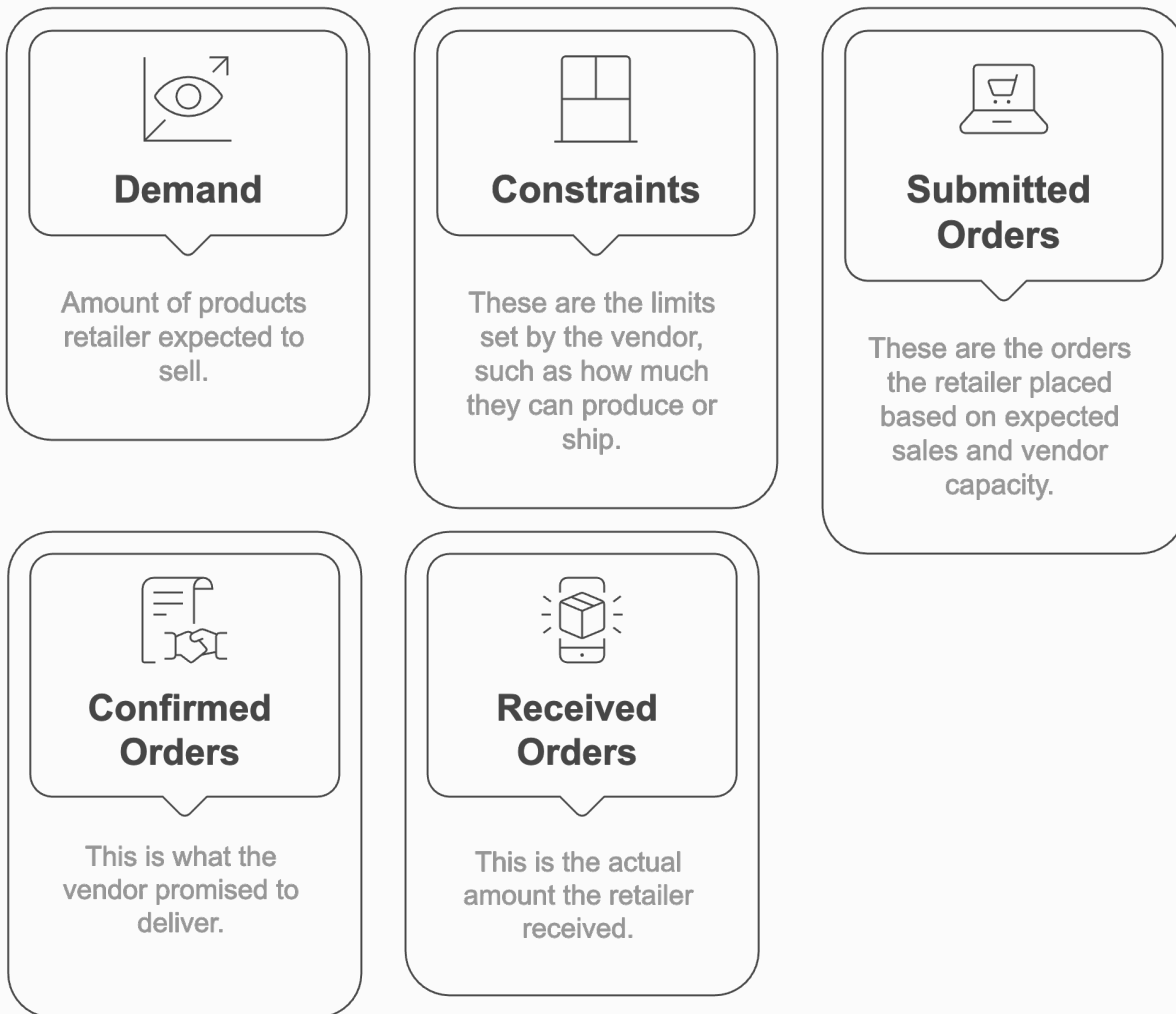 Demand
Amount of products
retailer expected to
sell.
Constraints
These are the limits
set by the vendor,
such as how much
they can produce or
ship.
Submitted
Orders
These are the orders
the retailer placed
based on expected
sales and vendor
capacity.
Confirmed
Orders
This is what the
vendor promised to
deliver.
Received
Orders
This is the actual
amount the retailer
received.